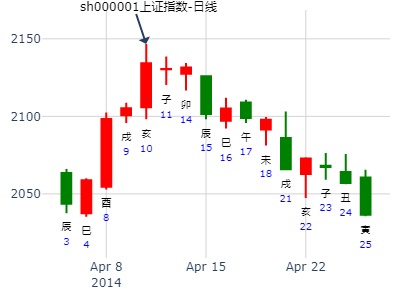 sh000001上证指数-日线
2150
2100
2050
辰
3
巳
4
酉
8
戌
9
亥
10
子
11
卯
14
辰
15
巳
16
午
17
未
18
戌
21
亥
22
子
23
丑
24
寅
25
Apr 8
2014
Apr 15
Apr 22